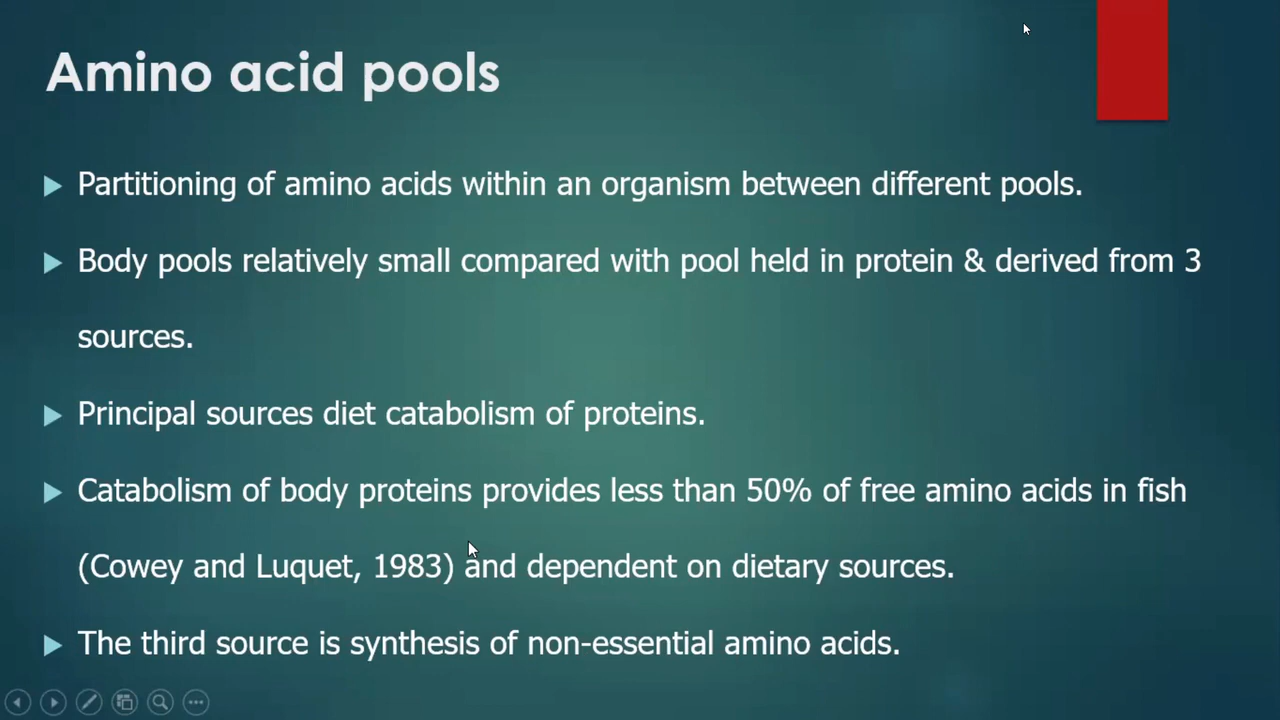 Amino acid pools
Partitioning of amino acids within an organism between different pools.
Body pools relatively small compared with pool held in protein & derived from 3
sources.
Principal sources diet catabolism of proteins.
Catabolism of body proteins provides less than 50% of free amino acids in fish
(Cowey and Luquet, 1983) and dependent on dietary sources.
The third source is synthesis of non-essential amino acids.